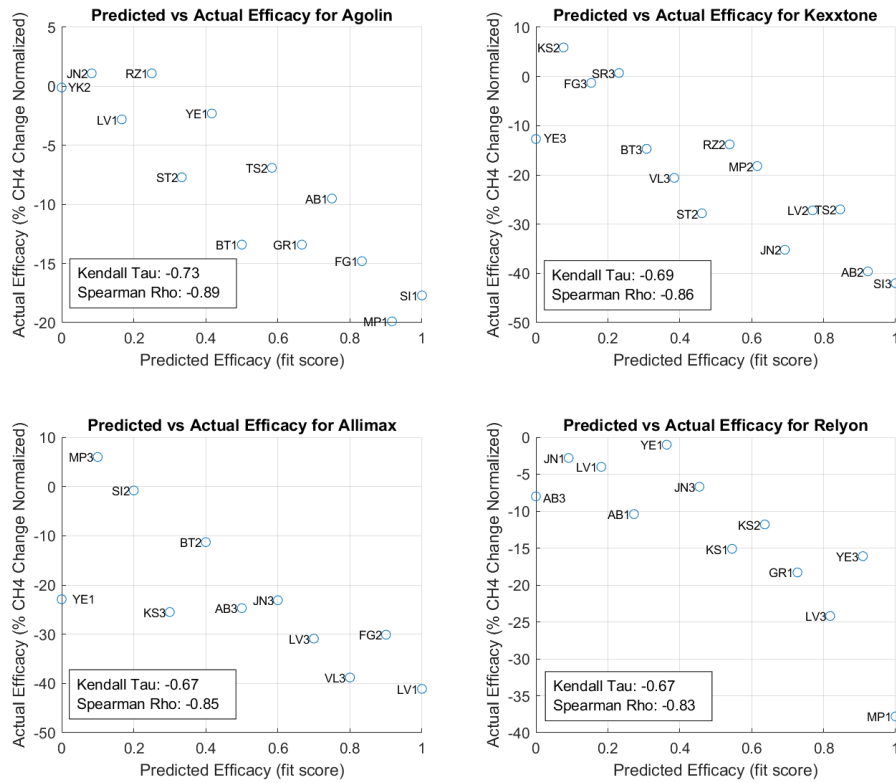 Predicted vs Actual Efficacy for Agolin
Actual Efficacy (% CH4 Change Normalized)
5
0
-5
-10
-15
-20
JN2
RZ1
YK2
LV1
YE1
ST2
TS2
AB1
BT1
GR1
FG1
SI1
MP1
Kendall Tau: -0.73
Spearman Rho: -0.89
0 0.2 0.4 0.6 0.8 1
Predicted Efficacy (fit score)
Predicted vs Actual Efficacy for Kexxtone
Actual Efficacy (% CH4 Change Normalized)
10
0
-10
-20
-30
-40
-50
KS2
SR3
FG3
YE3
BT3
RZ2
MP2
VL3
ST2
LV2
TS2
JN2
AB2
SI3
Kendall Tau: -0.69
Spearman Rho: -0.86
0 0.2 0.4 0.6 0.8 1
Predicted Efficacy (fit score)
Predicted vs Actual Efficacy for Allimax
Actual Efficacy (% CH4 Change Normalized)
10
0
-10
-20
-30
-40
-50
MP3
SI2
BT2
YE1
KS3
AB3
JN3
LV3
FG2
VL3
LV1
Kendall Tau: -0.67
Spearman Rho: -0.85
0 0.2 0.4 0.6 0.8 1
Predicted Efficacy (fit score)
Predicted vs Actual Efficacy for Relyon
Actual Efficacy (% CH4 Change Normalized)
0
-5
-10
-15
-20
-25
-30
-35
-40
YE1
JN1
LV1
JN3
AB3
AB1
KS2
KS1
YE3
GR1
LV3
MP1
Kendall Tau: -0.67
Spearman Rho: -0.83
0 0.2 0.4 0.6 0.8 1
Predicted Efficacy (fit score)